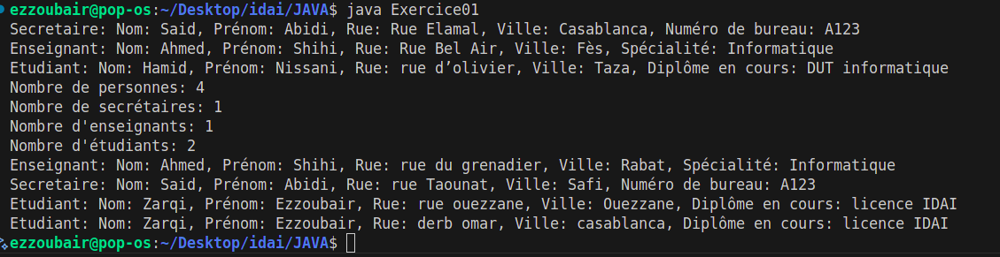 ezzoubair@pop-os:~/Desktop/idai/JAVA$ java Exercice01
Secretaire: Nom: Said, Prénom: Abidi, Rue: Rue Elamal, Ville: Casablanca, Numéro de bureau: A123
Enseignant: Nom: Ahmed, Prénom: Shihi, Rue: Rue Bel Air, Ville: Fès, Spécialité: Informatique
Etudiant: Nom: Hamid, Prénom: Nissani, Rue: rue d’olivier, Ville: Taza, Diplôme en cours: DUT informatique
Nombre de personnes: 4
Nombre de secrétaires: 1
Nombre d'enseignants: 1
Nombre d'étudiants: 2
Enseignant: Nom: Ahmed, Prénom: Shihi, Rue: rue du grenadier, Ville: Rabat, Spécialité: Informatique
Secretaire: Nom: Said, Prénom: Abidi, Rue: rue Taounat, Ville: Safi, Numéro de bureau: A123
Etudiant: Nom: Zarqi, Prénom: Ezzoubair, Rue: rue ouezzane, Ville: Ouezzane, Diplôme en cours: licence IDAI
Etudiant: Nom: Zarqi, Prénom: Ezzoubair, Rue: derb omar, Ville: casablanca, Diplôme en cours: licence IDAI
ezzoubair@pop-os:~/Desktop/idai/JAVA$